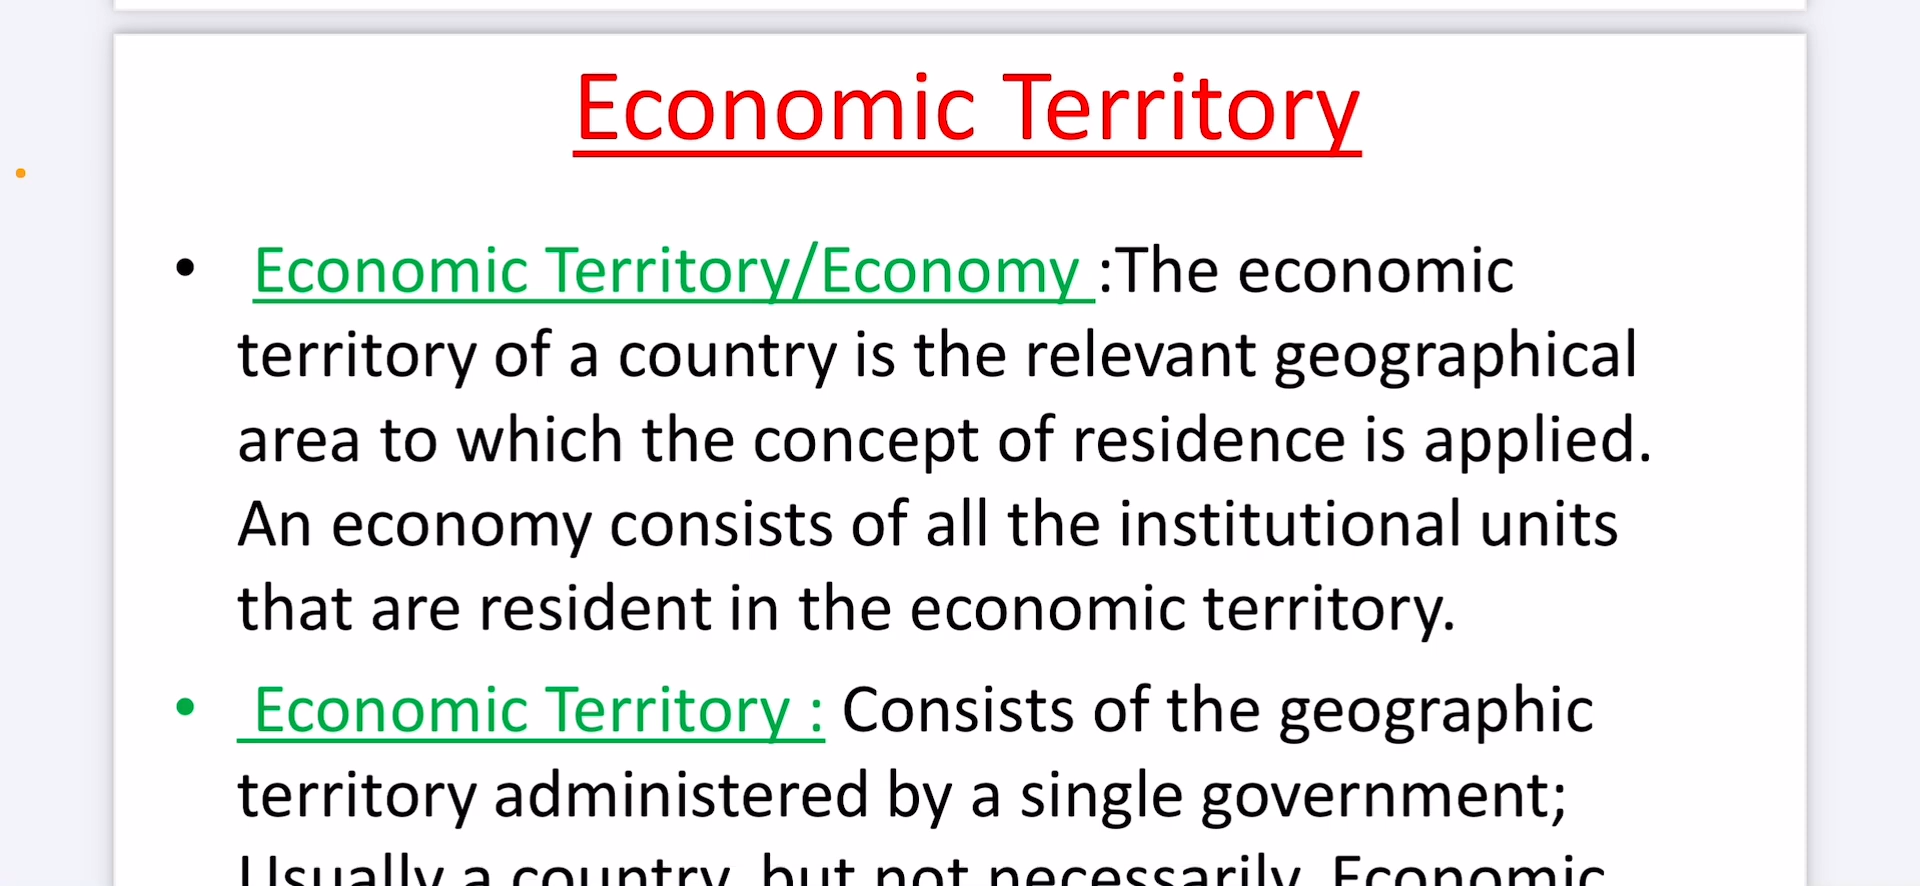 Economic Territory
• Economic Territory/Economy :The economic
territory of a country is the relevant geographical
area to which the concept of residence is applied.
An economy consists of all the institutional units
that are resident in the economic territory.
• Economic Territory : Consists of the geographic
territory administered by a single government;
Usually a country, but not necessarily. Economic